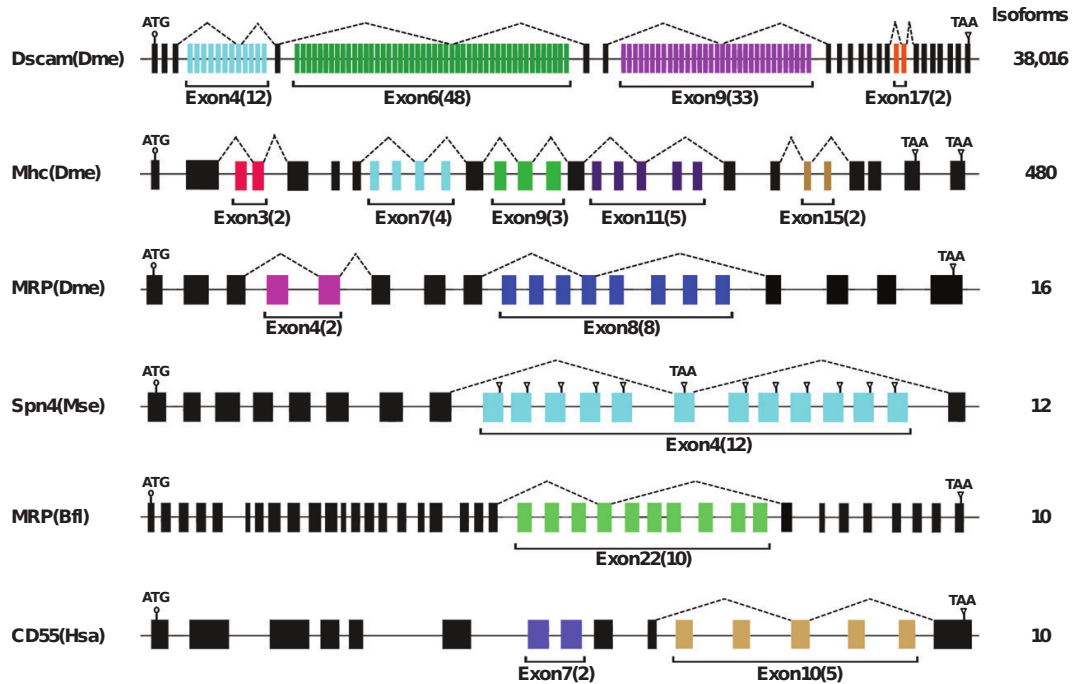 Isoforms
ATG TAA
Dscam(Dme) 38,016
Exon4(12) Exon6(48) Exon9(33) Exon17(2)
ATG TAA TAA
Mhc(Dme) 480
Exon3(2) Exon7(4) Exon9(3) Exon11(5) Exon15(2)
ATG TAA
MRP(Dme) 16
Exon4(2) Exon8(8)
ATG TAA
Spn4(Mse) 12
Exon4(12)
ATG TAA
MRP(Bfl) 10
Exon22(10)
ATG TAA
CD55(Hsa) 10
Exon7(2) Exon10(5)